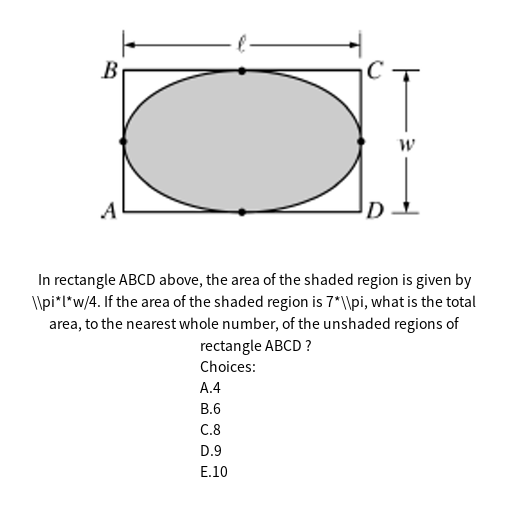 ℓ
B
C
w
A
D
In rectangle ABCD above, the area of the shaded region is given by
\\pi*l*w/4. If the area of the shaded region is 7*\\pi, what is the total
area, to the nearest whole number, of the unshaded regions of
rectangle ABCD ?
Choices:
A.4
B.6
C.8
D.9
E.10